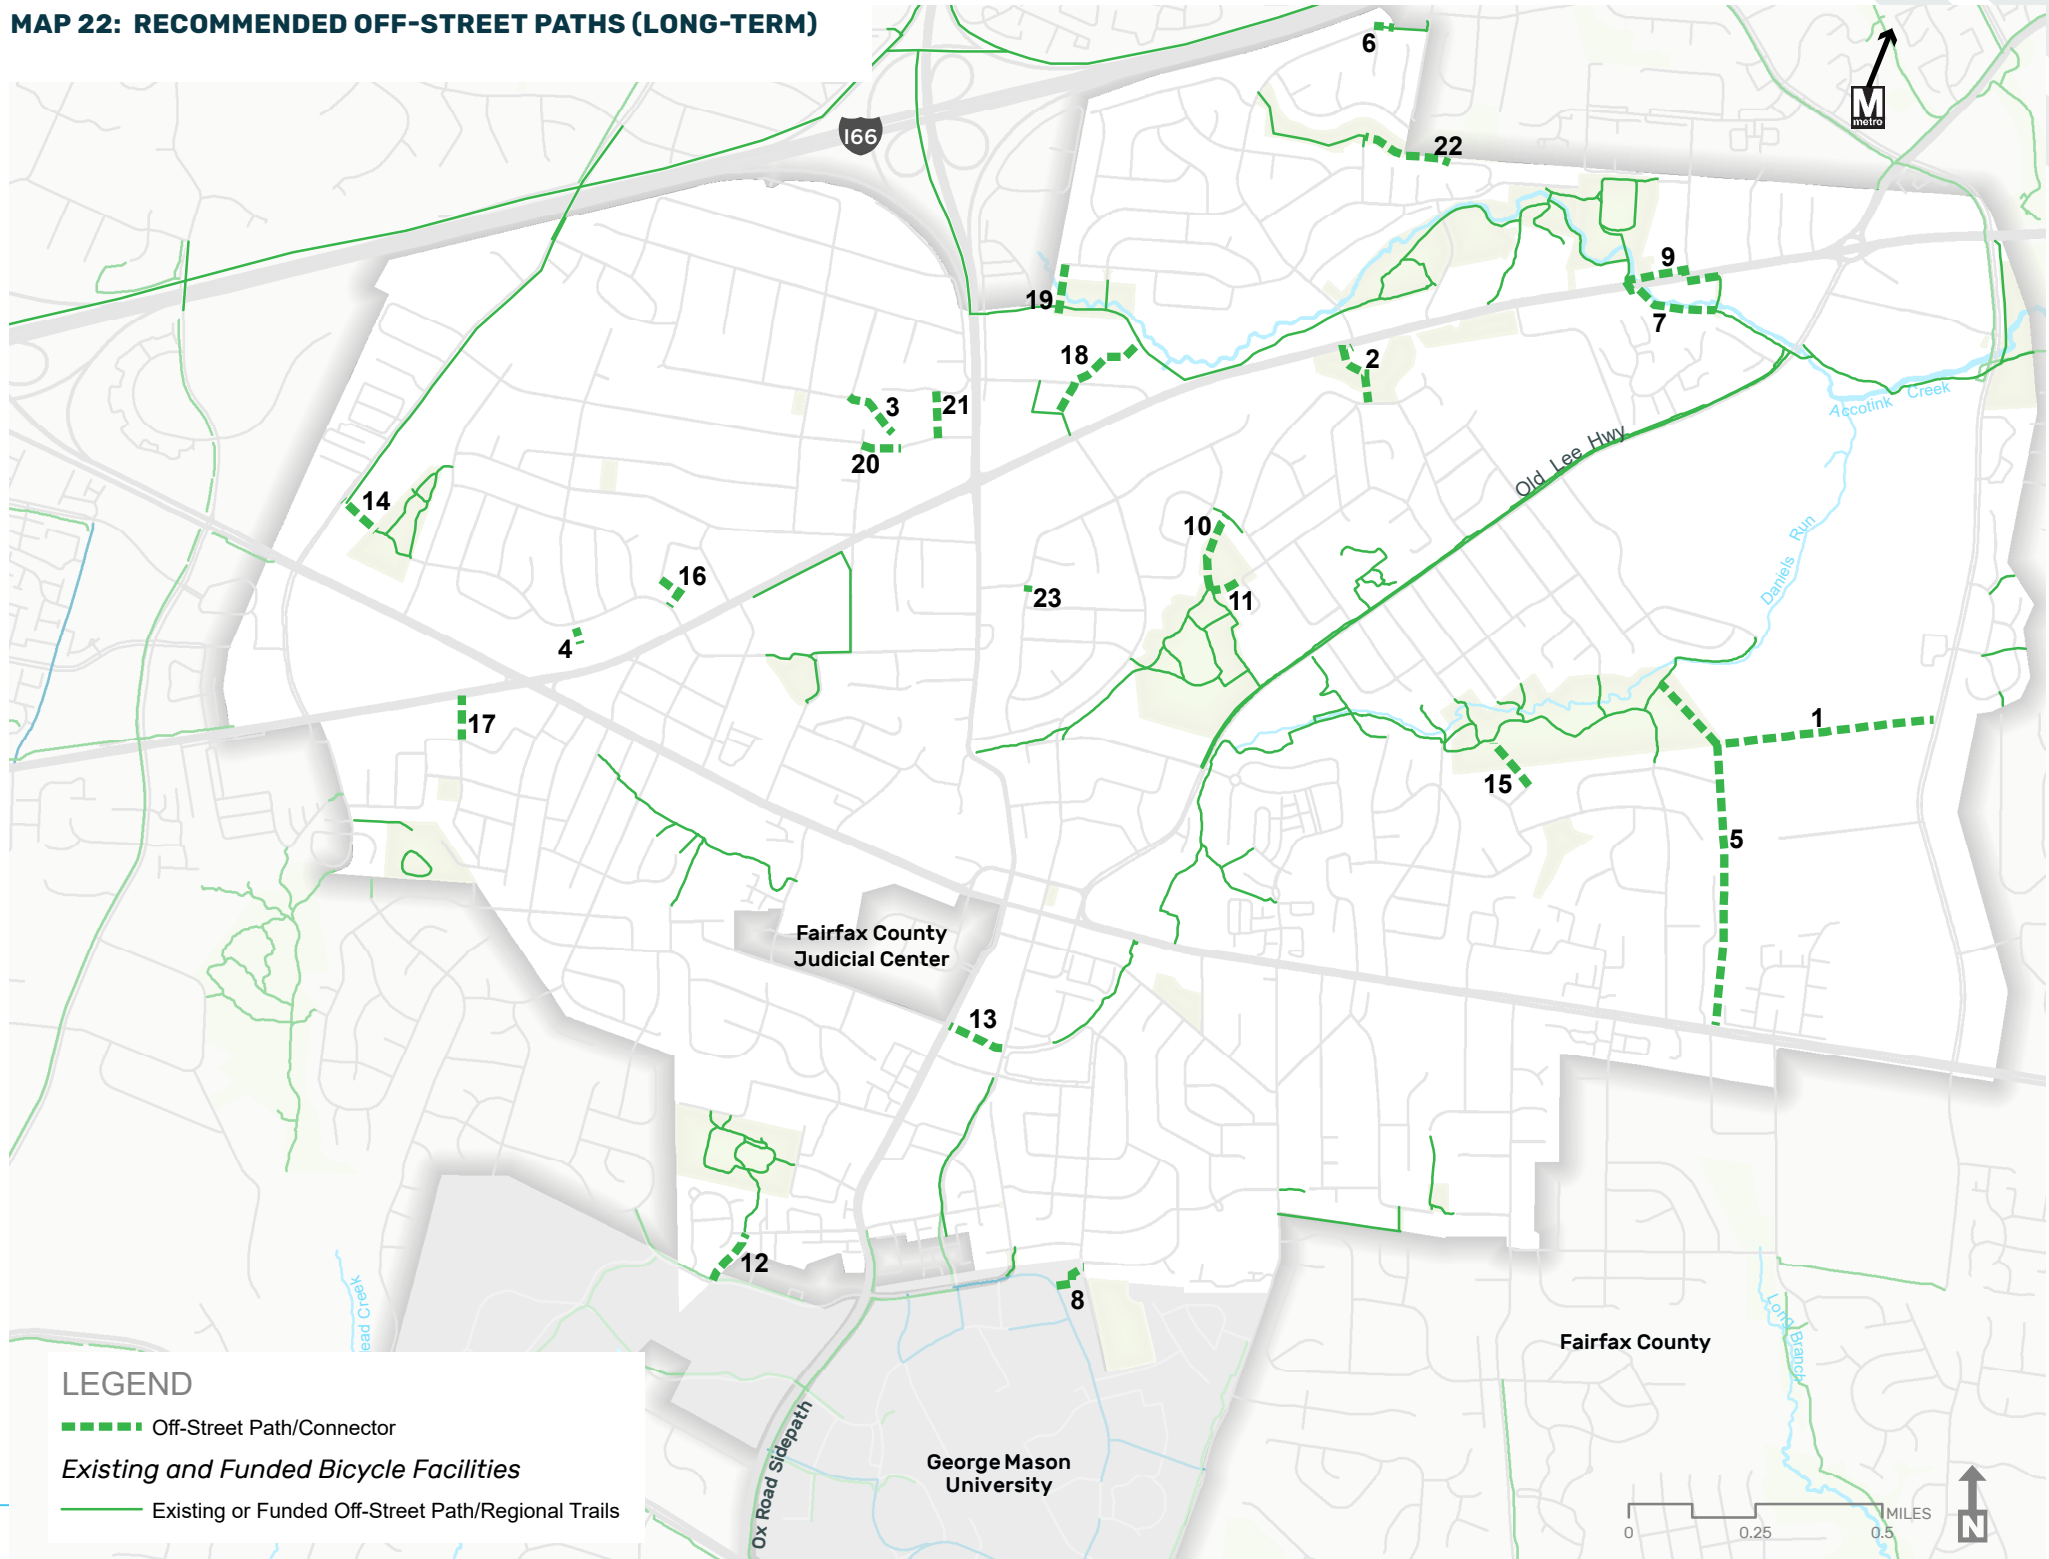 MAP 22: RECOMMENDED OFF-STREET PATHS (LONG-TERM)
6
M
metro
I66
22
9
19
7
18
2
3
21
Accotink Creek
20
Old Lee Hwy
14
10
Daniels Run
16
23
11
4
17
1
15
5
Fairfax County
Judicial Center
13
12
8
ead Creek
Long Branch
Fairfax County
LEGEND
Off-Street Path/Connector
Existing and Funded Bicycle Facilities
Existing or Funded Off-Street Path/Regional Trails
Ox Road Sidepath
George Mason
University
MILES
0
0.25
0.5
N